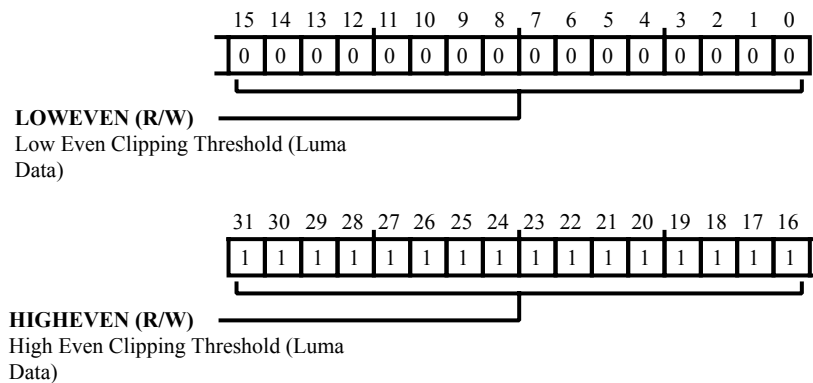 15 14 13 12 11 10 9 8 7 6 5 4 3 2 1 0
0 0 0 0 0 0 0 0 0 0 0 0 0 0 0 0
LOWEVEN (R/W)
Low Even Clipping Threshold (Luma
Data)
31 30 29 28 27 26 25 24 23 22 21 20 19 18 17 16
1 1 1 1 1 1 1 1 1 1 1 1 1 1 1 1
HIGHEVEN (R/W)
High Even Clipping Threshold (Luma
Data)